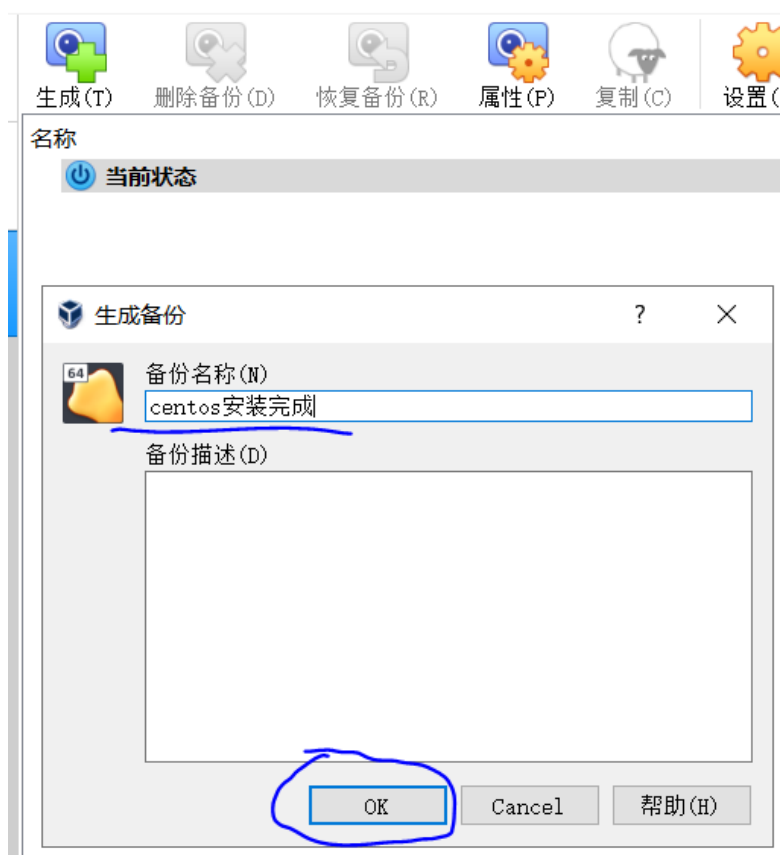 生成(T) 删除备份(D) 恢复备份(R) 属性(P) 复制(C) 设置(
名称
当前状态
生成备份 ?
64
备份名称(N)
centos安装完成
备份描述(D)
OK Cancel 帮助(H)